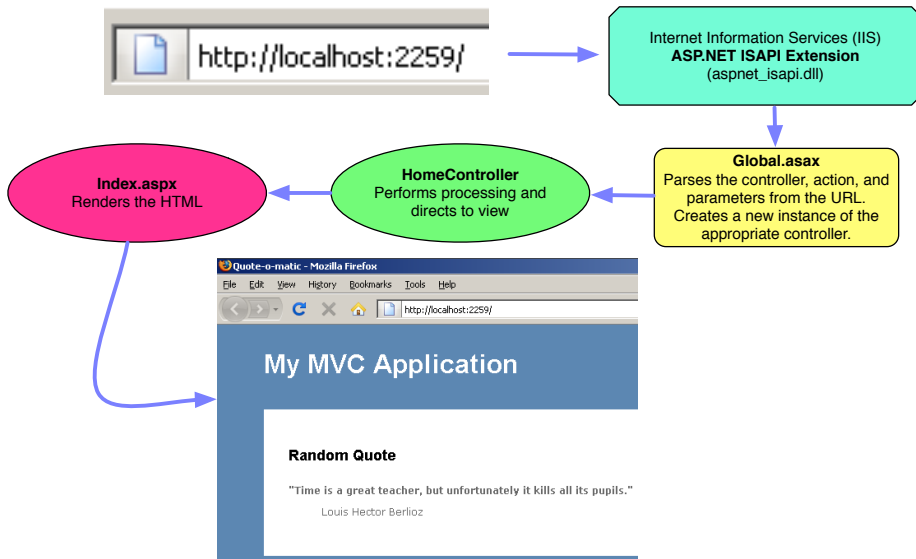 http://localhost:2259/
Internet Information Services (IIS)
ASP.NET ISAPI Extension
(aspnet_isapi.dll)
Global.asax
Parses the controller, action, and
parameters from the URL.
Creates a new instance of the
appropriate controller.
HomeController
Performs processing and
directs to view
Index.aspx
Renders the HTML
Quote-o-matic - Mozilla Firefox
File Edit View History Bookmarks Tools Help
http://localhost:2259/
My MVC Application
Random Quote
"Time is a great teacher, but unfortunately it kills all its pupils."
Louis Hector Berlioz